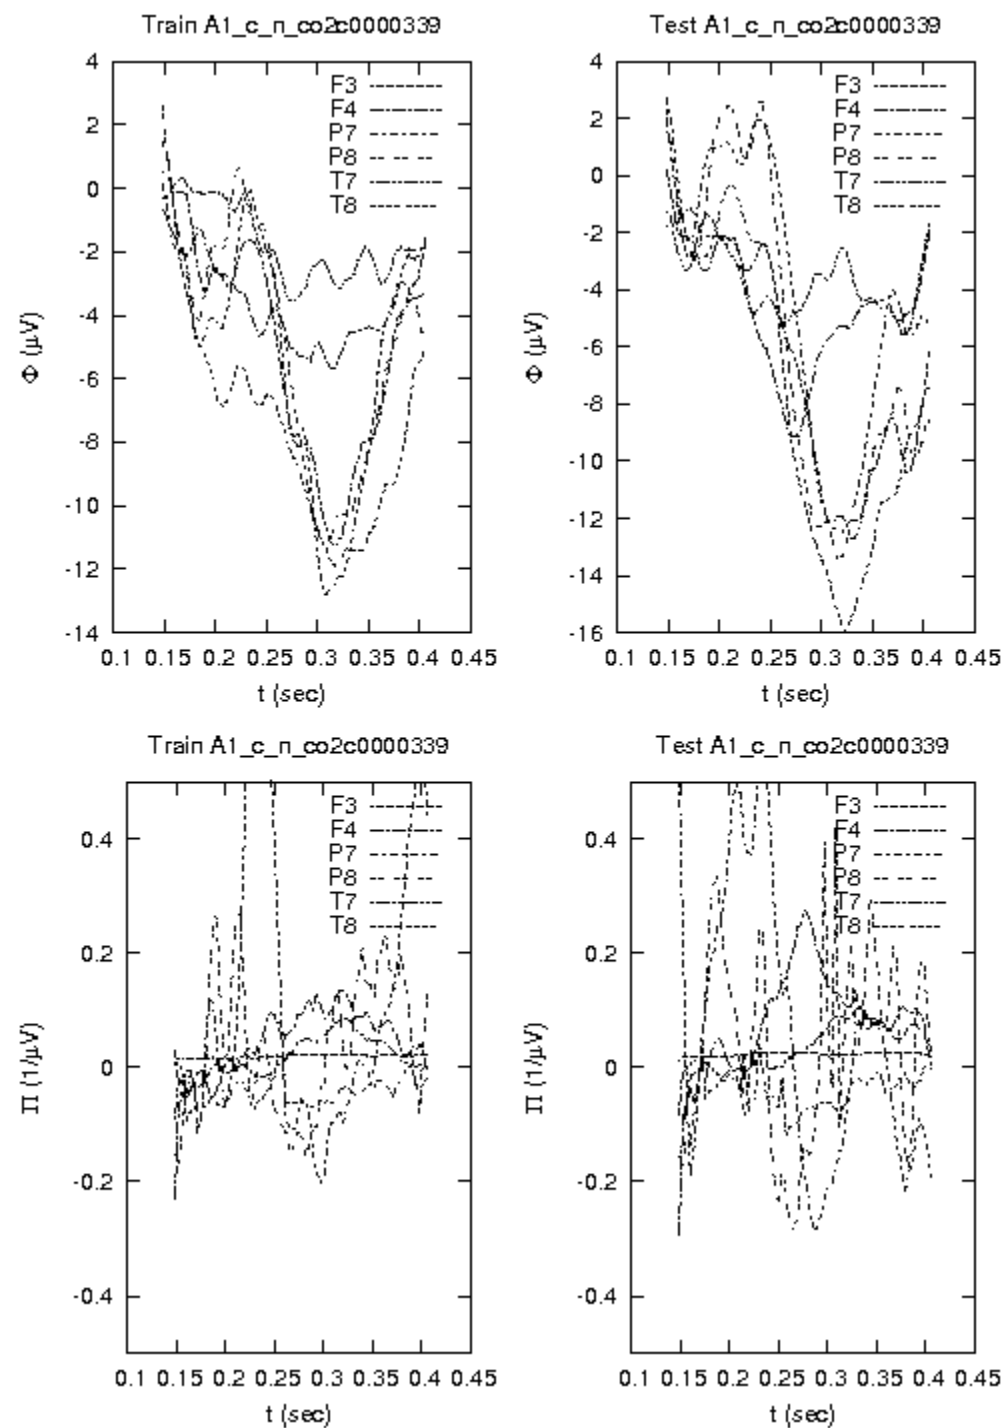 Train A1_c_n_co2c0000339
4
2
0
-2
-4
-6
-8
-10
-12
-14
Φ (μV)
F3
F4
P7
P8
T7
T8
0.1 0.15 0.2 0.25 0.3 0.35 0.4 0.45
t (sec)
Test A1_c_n_co2c0000339
4
2
0
-2
-4
-6
-8
-10
-12
-14
-16
Φ (μV)
F3
F4
P7
P8
T7
T8
0.1 0.15 0.2 0.25 0.3 0.35 0.4 0.45
t (sec)
Train A1_c_n_co2c0000339
0.4
0.2
0
-0.2
-0.4
Π (1/μV)
F3
F4
P7
P8
T7
T8
0.1 0.15 0.2 0.25 0.3 0.35 0.4 0.45
t (sec)
Test A1_c_n_co2c0000339
0.4
0.2
0
-0.2
-0.4
Π (1/μV)
F3
F4
P7
P8
T7
T8
0.1 0.15 0.2 0.25 0.3 0.35 0.4 0.45
t (sec)